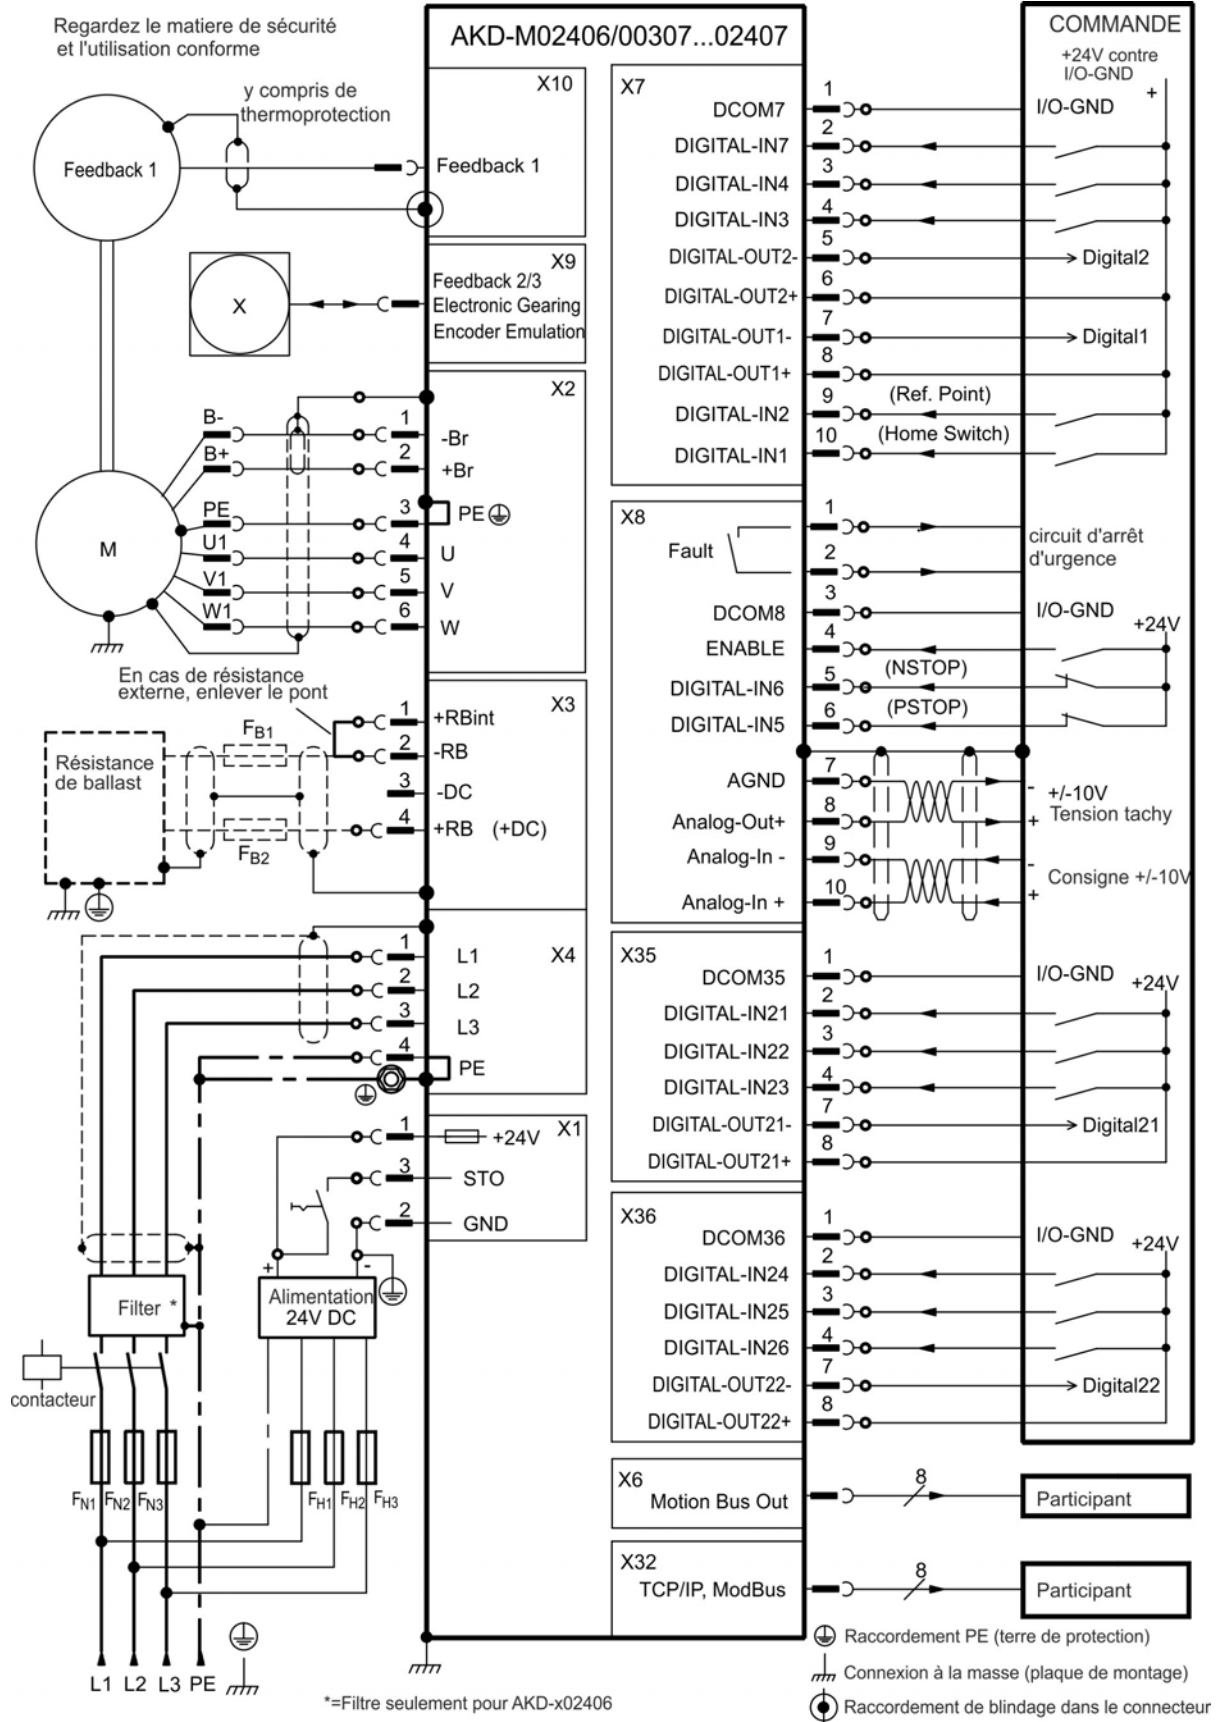 Regardez le matiere de sécurité
et l'utilisation conforme
AKD-M02406/00307...02407
COMMANDE
+24V contre
I/O-GND
+
y compris de
thermoprotection
Feedback 1
X10
Feedback 1
X
X9
Feedback 2/3
Electronic Gearing
Encoder Emulation
X2
B-
1
-Br
B+
2
+Br
PE
3
PE
U1
4
U
V1
5
V
W1
6
W
M
En cas de résistance
externe, enlever le pont
X3
1
+RBint
2
-RB
3
-DC
4
+RB (+DC)
FB1
FB2
Résistance
de ballast
X4
1
L1
2
L2
3
L3
4
PE
X1
1
+24V
3
STO
2
GND
+
-
Alimentation
24V DC
Filter *
contacteur
FN1 FN2 FN3
FH1 FH2 FH3
L1 L2 L3 PE
*=Filtre seulement pour AKD-x02406
X7
DCOM7
1
I/O-GND
DIGITAL-IN7
2
DIGITAL-IN4
3
DIGITAL-IN3
4
DIGITAL-OUT2-
5
Digital2
DIGITAL-OUT2+
6
DIGITAL-OUT1-
7
Digital1
DIGITAL-OUT1+
8
DIGITAL-IN2
9
(Ref. Point)
DIGITAL-IN1
10
(Home Switch)
X8
Fault
1
2
circuit d'arrêt
d'urgence
DCOM8
3
I/O-GND
+24V
ENABLE
4
DIGITAL-IN6
5
(NSTOP)
DIGITAL-IN5
6
(PSTOP)
AGND
7
-
Analog-Out+
8
+
+/-10V
Tension tachy
Analog-In -
9
-
Analog-In +
10
+
Consigne +/-10V
X35
DCOM35
1
I/O-GND
+24V
DIGITAL-IN21
2
DIGITAL-IN22
3
DIGITAL-IN23
4
DIGITAL-OUT21-
7
Digital21
DIGITAL-OUT21+
8
X36
DCOM36
1
I/O-GND
+24V
DIGITAL-IN24
2
DIGITAL-IN25
3
DIGITAL-IN26
4
DIGITAL-OUT22-
7
Digital22
DIGITAL-OUT22+
8
X6
Motion Bus Out
8
Participant
X32
TCP/IP, ModBus
8
Participant
Raccordement PE (terre de protection)
Connexion à la masse (plaque de montage)
Raccordement de blindage dans le connecteur